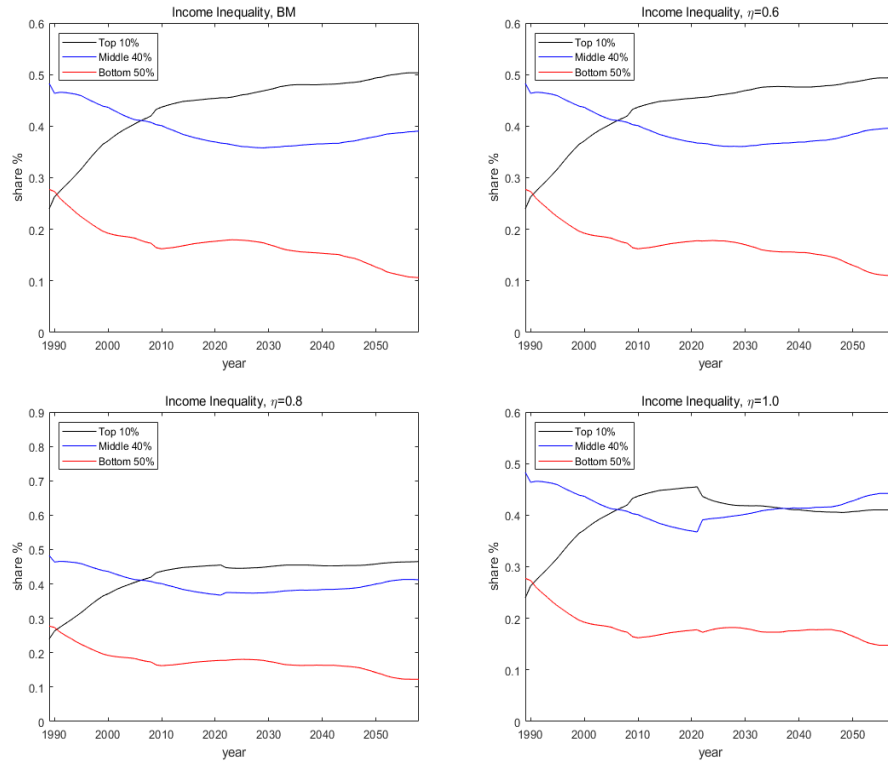 Income Inequality, BM
0.6
0.5
0.4
0.3
0.2
0.1
0
share %
Top 10%
Middle 40%
Bottom 50%
1990 2000 2010 2020 2030 2040 2050
year
Income Inequality, η=0.6
0.6
0.5
0.4
0.3
0.2
0.1
0
share %
Top 10%
Middle 40%
Bottom 50%
1990 2000 2010 2020 2030 2040 2050
year
Income Inequality, η=0.8
0.9
0.8
0.7
0.6
0.5
0.4
0.3
0.2
0.1
0
share %
Top 10%
Middle 40%
Bottom 50%
1990 2000 2010 2020 2030 2040 2050
year
Income Inequality, η=1.0
0.6
0.5
0.4
0.3
0.2
0.1
0
share %
Top 10%
Middle 40%
Bottom 50%
1990 2000 2010 2020 2030 2040 2050
year